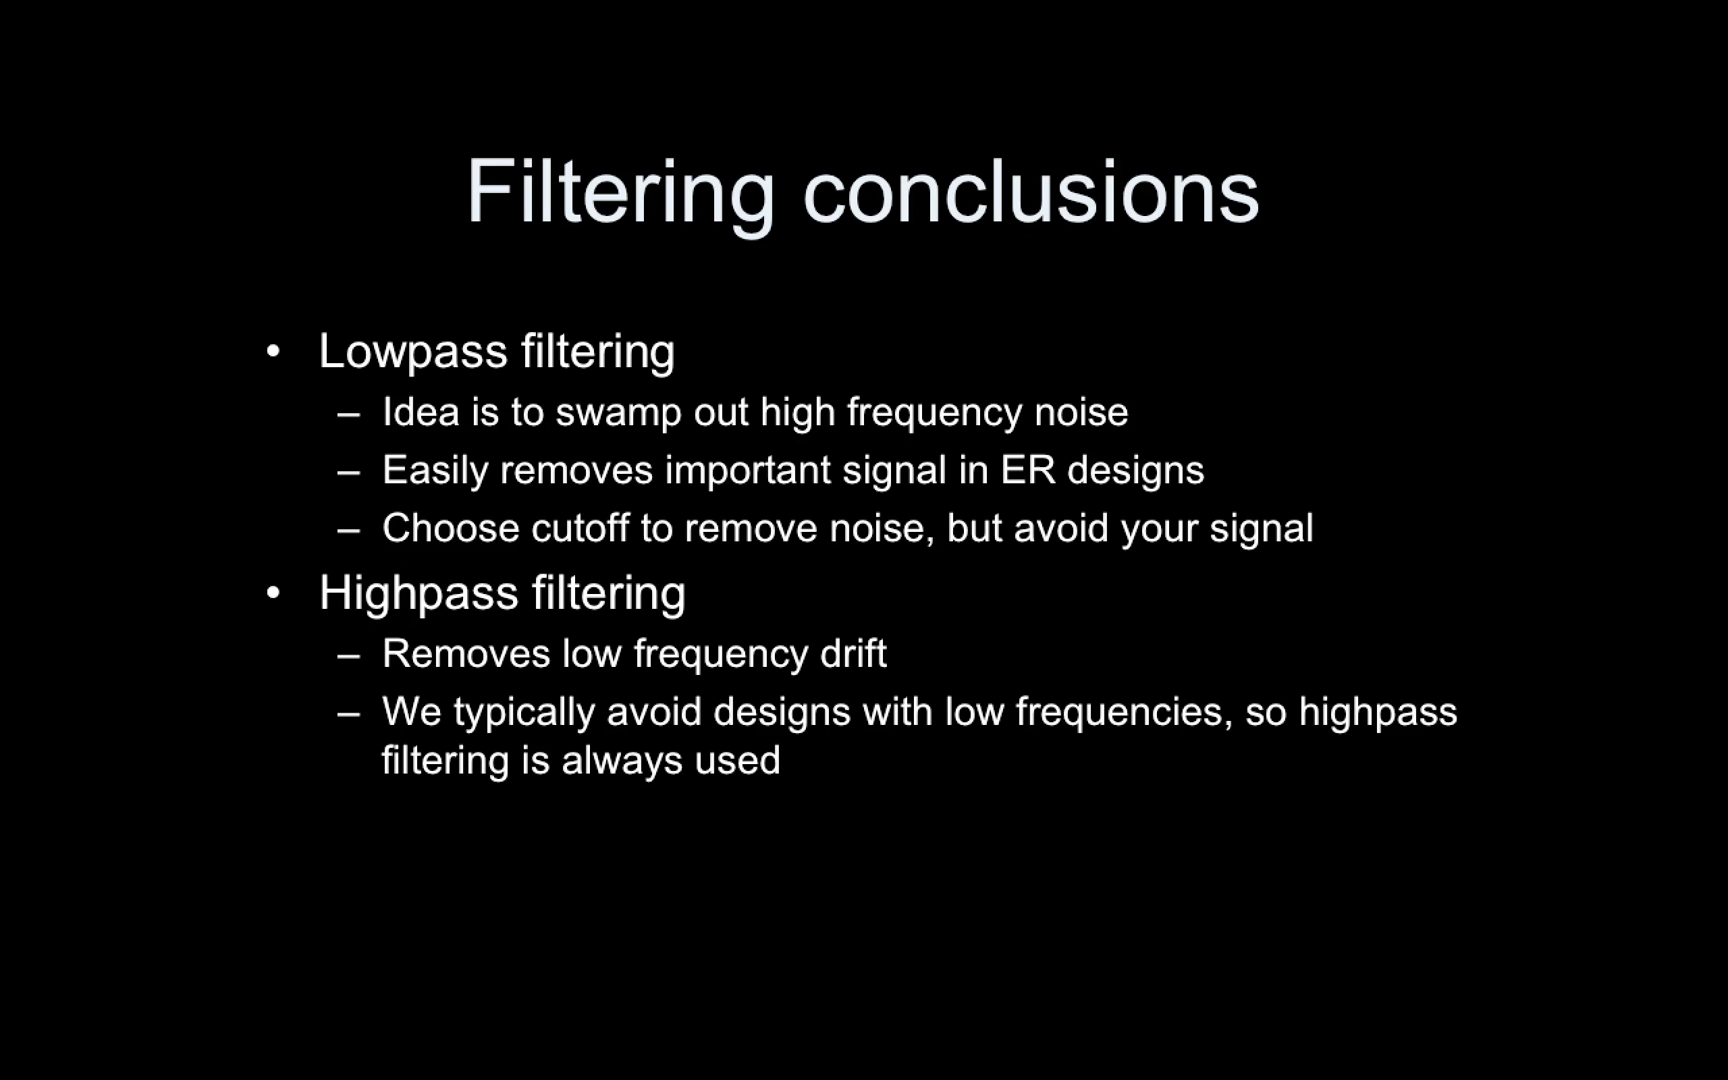 Filtering conclusions
• Lowpass filtering
– Idea is to swamp out high frequency noise
– Easily removes important signal in ER designs
– Choose cutoff to remove noise, but avoid your signal
• Highpass filtering
– Removes low frequency drift
– We typically avoid designs with low frequencies, so highpass
filtering is always used